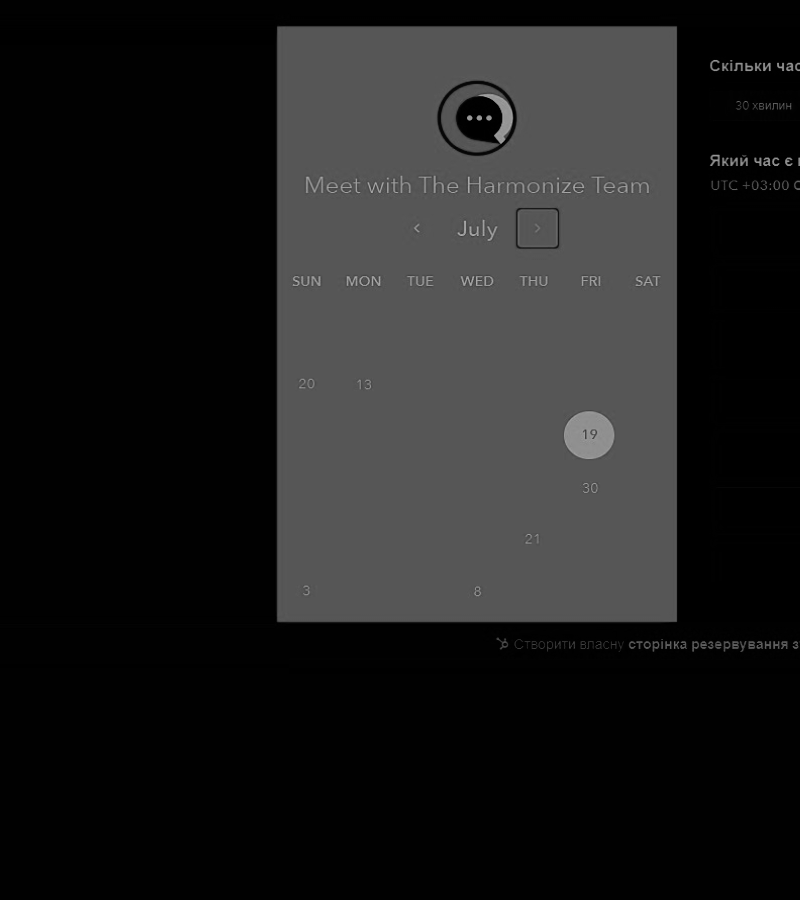 Meet with The Harmonize Team
July
SUN MON TUE WED THU FRI SAT
20 13
19
30
21
3 8
Скільки час
30 хвилин
Який час є
UTC +03:00
Створити власну сторінка резервування з